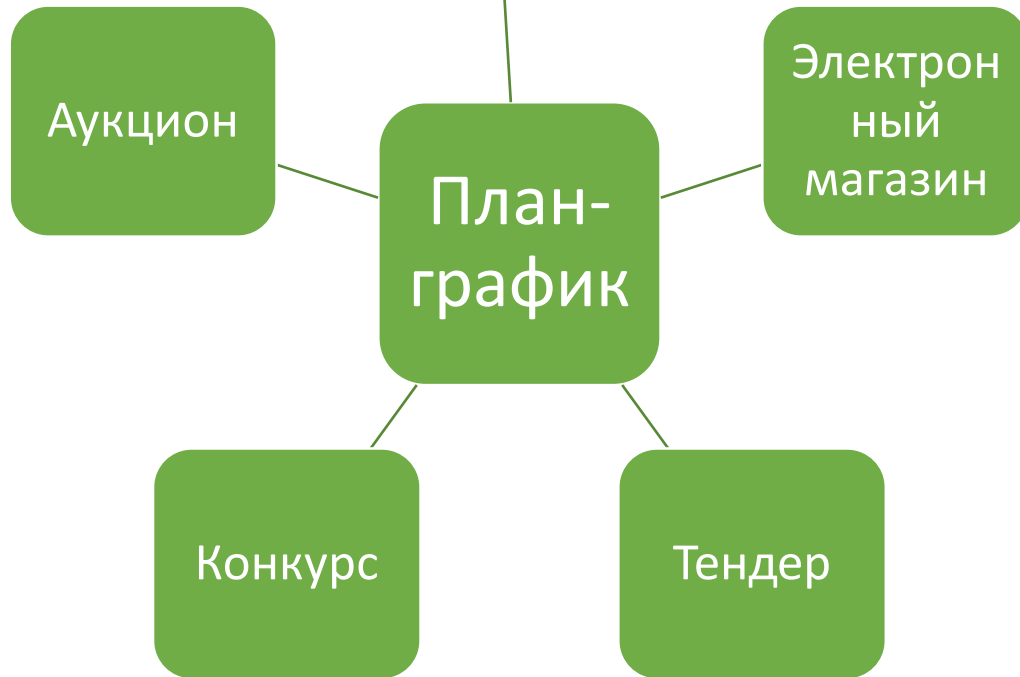 Аукцион
Электрон
ный
магазин
План-
график
Конкурс
Тендер